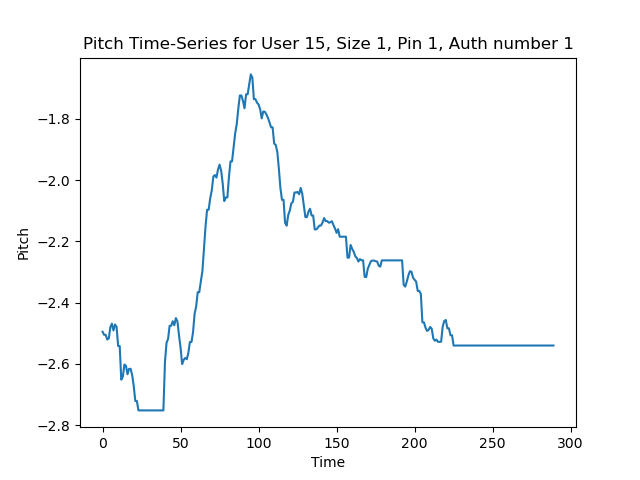 Pitch Time-Series for User 15, Size 1, Pin 1, Auth number 1
−1.8
−2.0
−2.2
−2.4
−2.6
−2.8
Pitch
0 50 100 150 200 250 300
Time